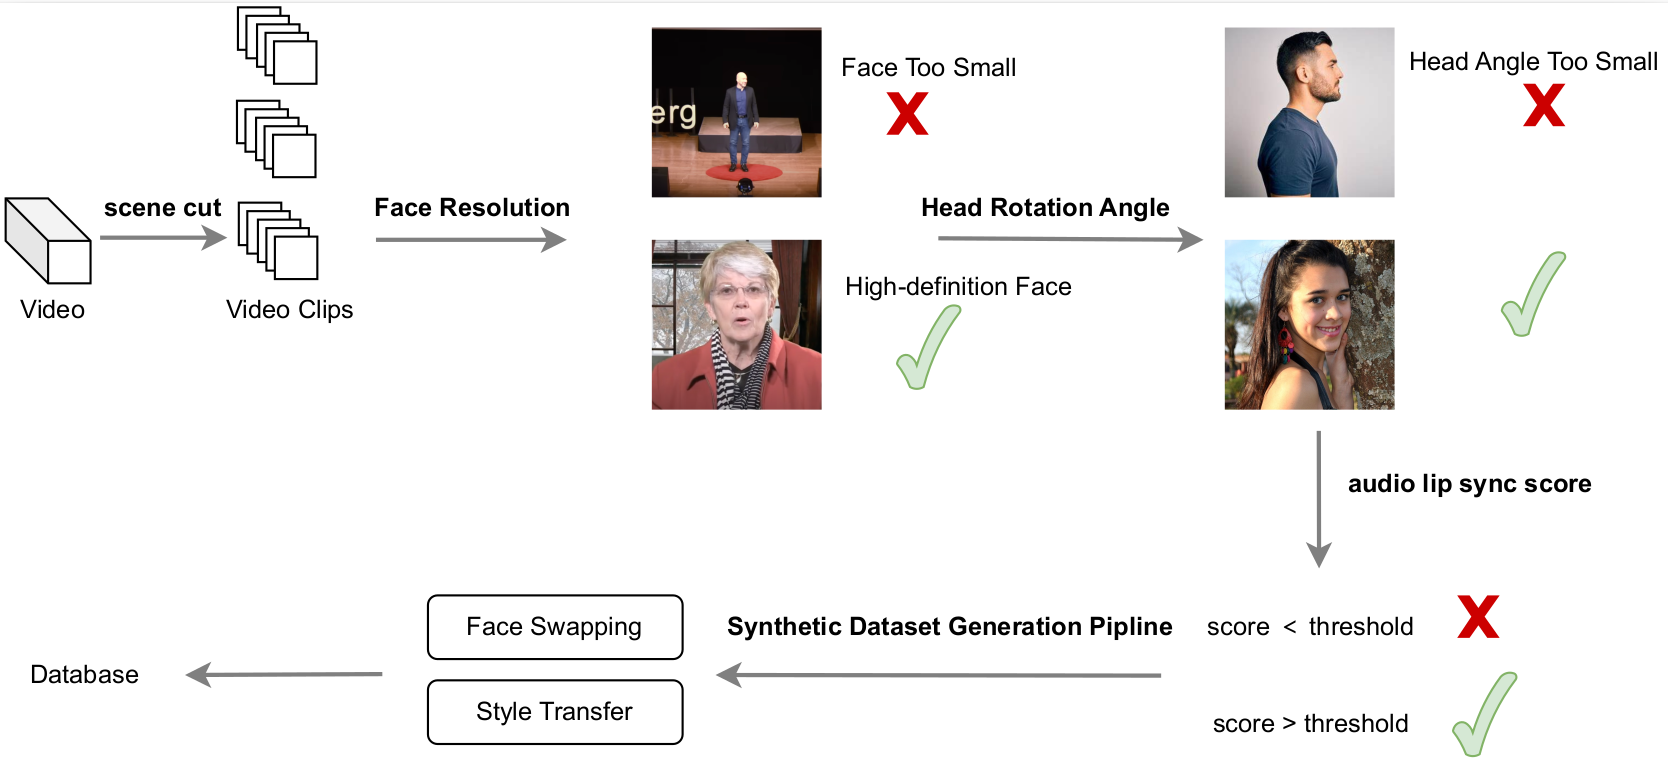 erg
Face Too Small
X
Head Angle Too Small
X
scene cut
Face Resolution
Head Rotation Angle
High-definition Face
Video
Video Clips
audio lip sync score
Face Swapping
Synthetic Dataset Generation Pipline
score < threshold
X
Database
Style Transfer
score > threshold